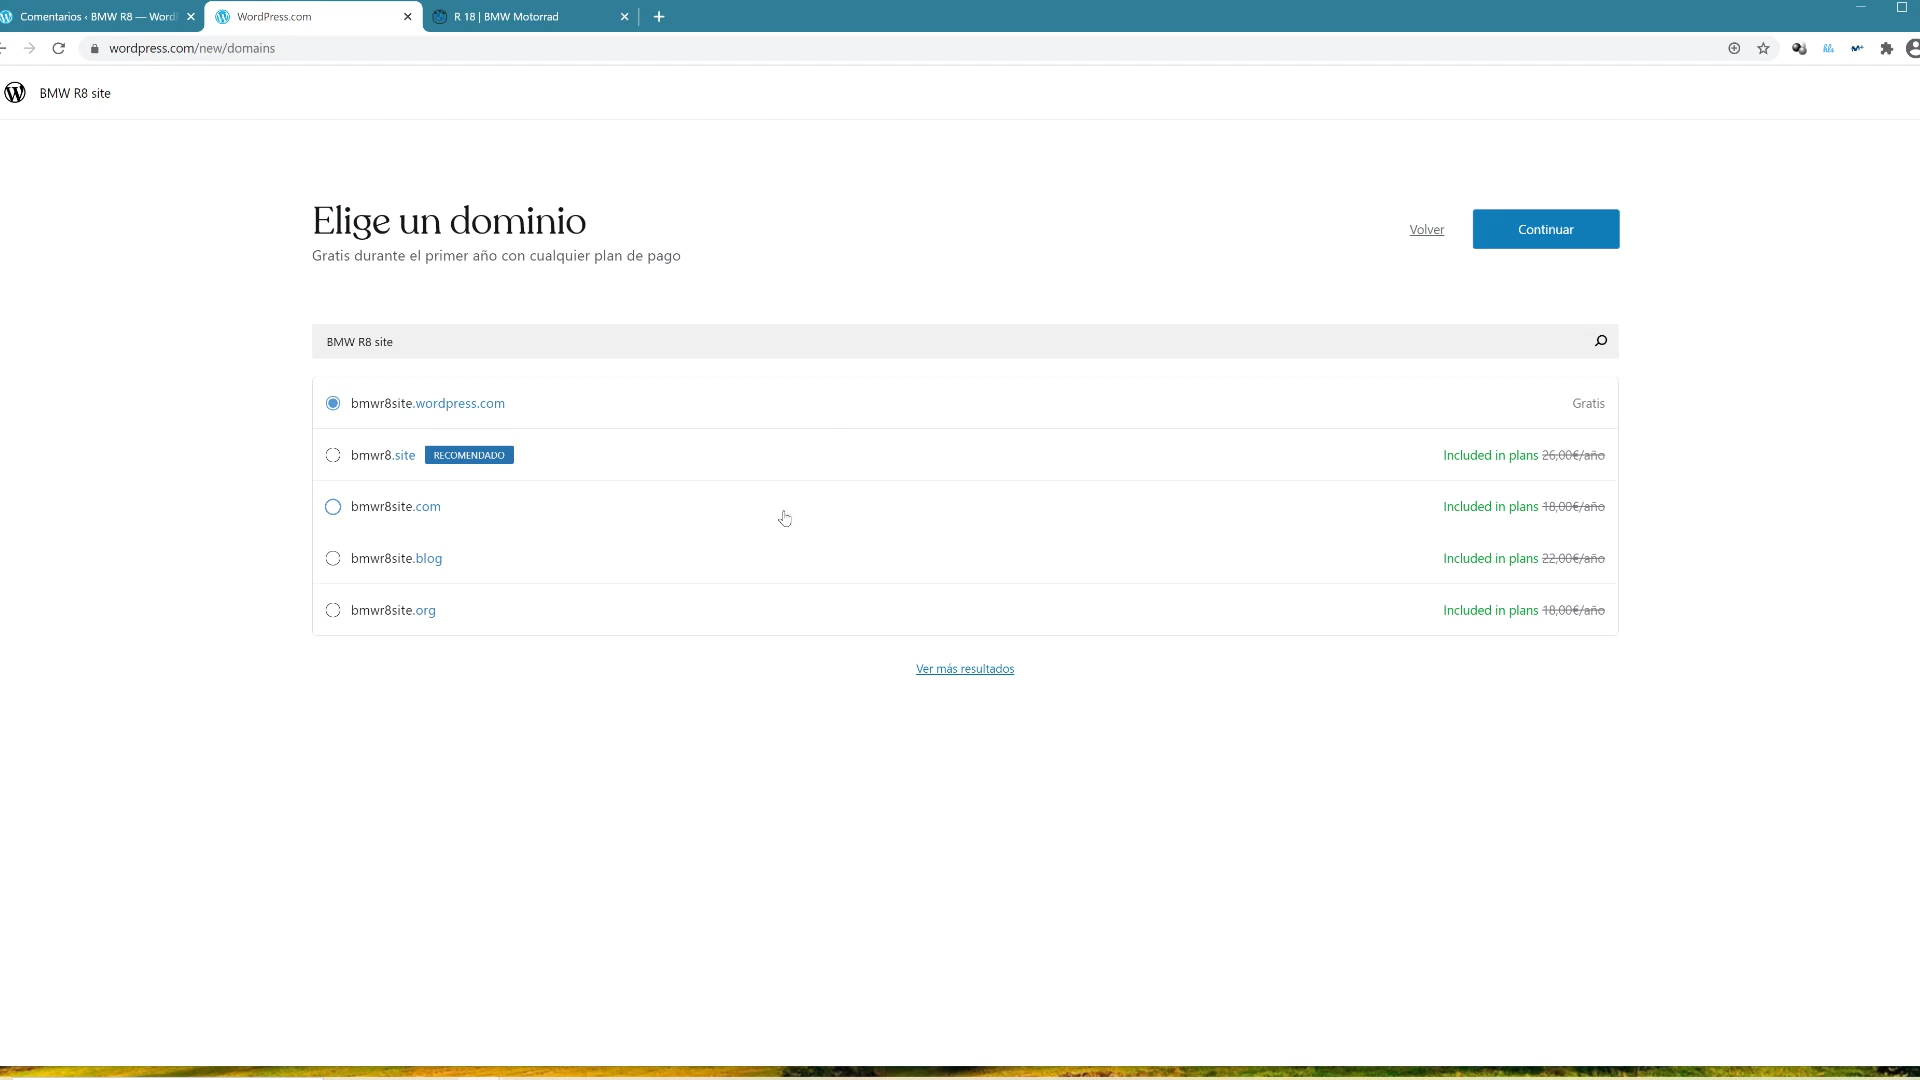 Comentarios ‹ BMW R8 — Word
WordPress.com
R 18 | BMW Motorrad
wordpress.com/new/domains
BMW R8 site
Elige un dominio
Gratis durante el primer año con cualquier plan de pago
Volver
Continuar
BMW R8 site
bmwr8site.wordpress.com Gratis
bmwr8.site RECOMENDADO Included in plans 26,00€/año
bmwr8site.com Included in plans 18,00€/año
bmwr8site.blog Included in plans 22,00€/año
bmwr8site.org Included in plans 18,00€/año
Ver más resultados